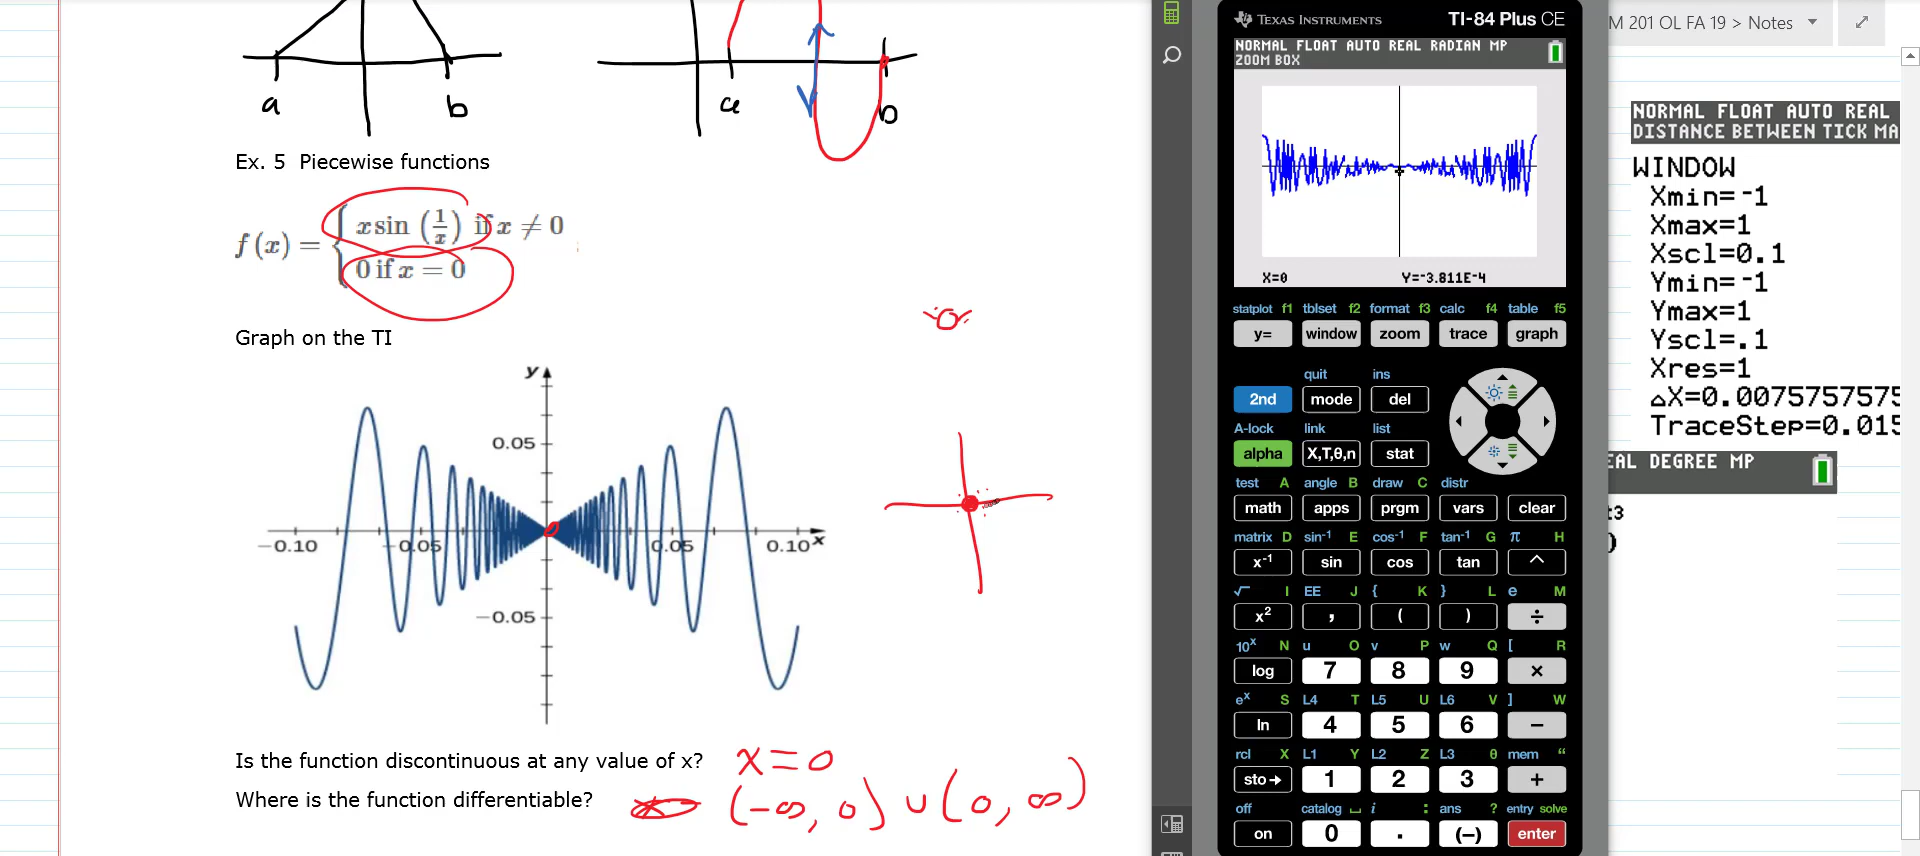 a
b
a
b
Ex. 5 Piecewise functions
f(x) = { x sin (1/x) if x ≠ 0
0 if x = 0
Graph on the TI
y
0.05
−0.10
−0.05
0.05
0.10
x
−0.05
Is the function discontinuous at any value of x? x = 0
Where is the function differentiable? (-∞, 0) ∪ (0, ∞)
TEXAS INSTRUMENTS TI-84 Plus CE
NORMAL FLOAT AUTO REAL RADIAN MP
ZOOM BOX
X=0 Y=-3.811E-4
statplot f1 tblset f2 format f3 calc f4 table f5
y= window zoom trace graph
quit ins
2nd mode del
A-lock link list
alpha X,T,θ,n stat
test A angle B draw C distr
math apps prgm vars clear
matrix D sin-1 E cos-1 F tan-1 G π H
x-1 sin cos tan ^
√ I EE J { K } L e M
x2 , ( ) ÷
10x N u O v P w Q [ R
log 7 8 9 ×
ex S L4 T L5 U L6 V ] W
ln 4 5 6 −
rcl X L1 Y L2 Z L3 θ mem “
sto→ 1 2 3 +
off catalog ⎵ i : ans ? entry solve
on 0 . (−) enter
M 201 OL FA 19 > Notes
NORMAL FLOAT AUTO REAL
DISTANCE BETWEEN TICK MA
WINDOW
Xmin=-1
Xmax=1
Xscl=0.1
Ymin=-1
Ymax=1
Yscl=.1
Xres=1
△X=0.0075757575
TraceStep=0.015
EAL DEGREE MP
t3
)